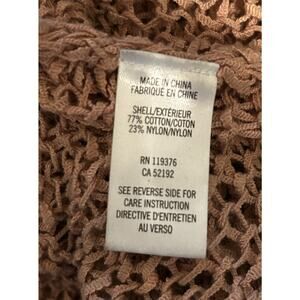 MADE IN CHINA
FABRIQUÉ EN CHINE
SHELL/EXTÉRIEUR
77% COTTON/COTON
23% NYLON/NYLON
RN 119376
CA 52192
SEE REVERSE SIDE FOR
CARE INSTRUCTION
DIRECTIVE D'ENTRETIEN
AU VERSO